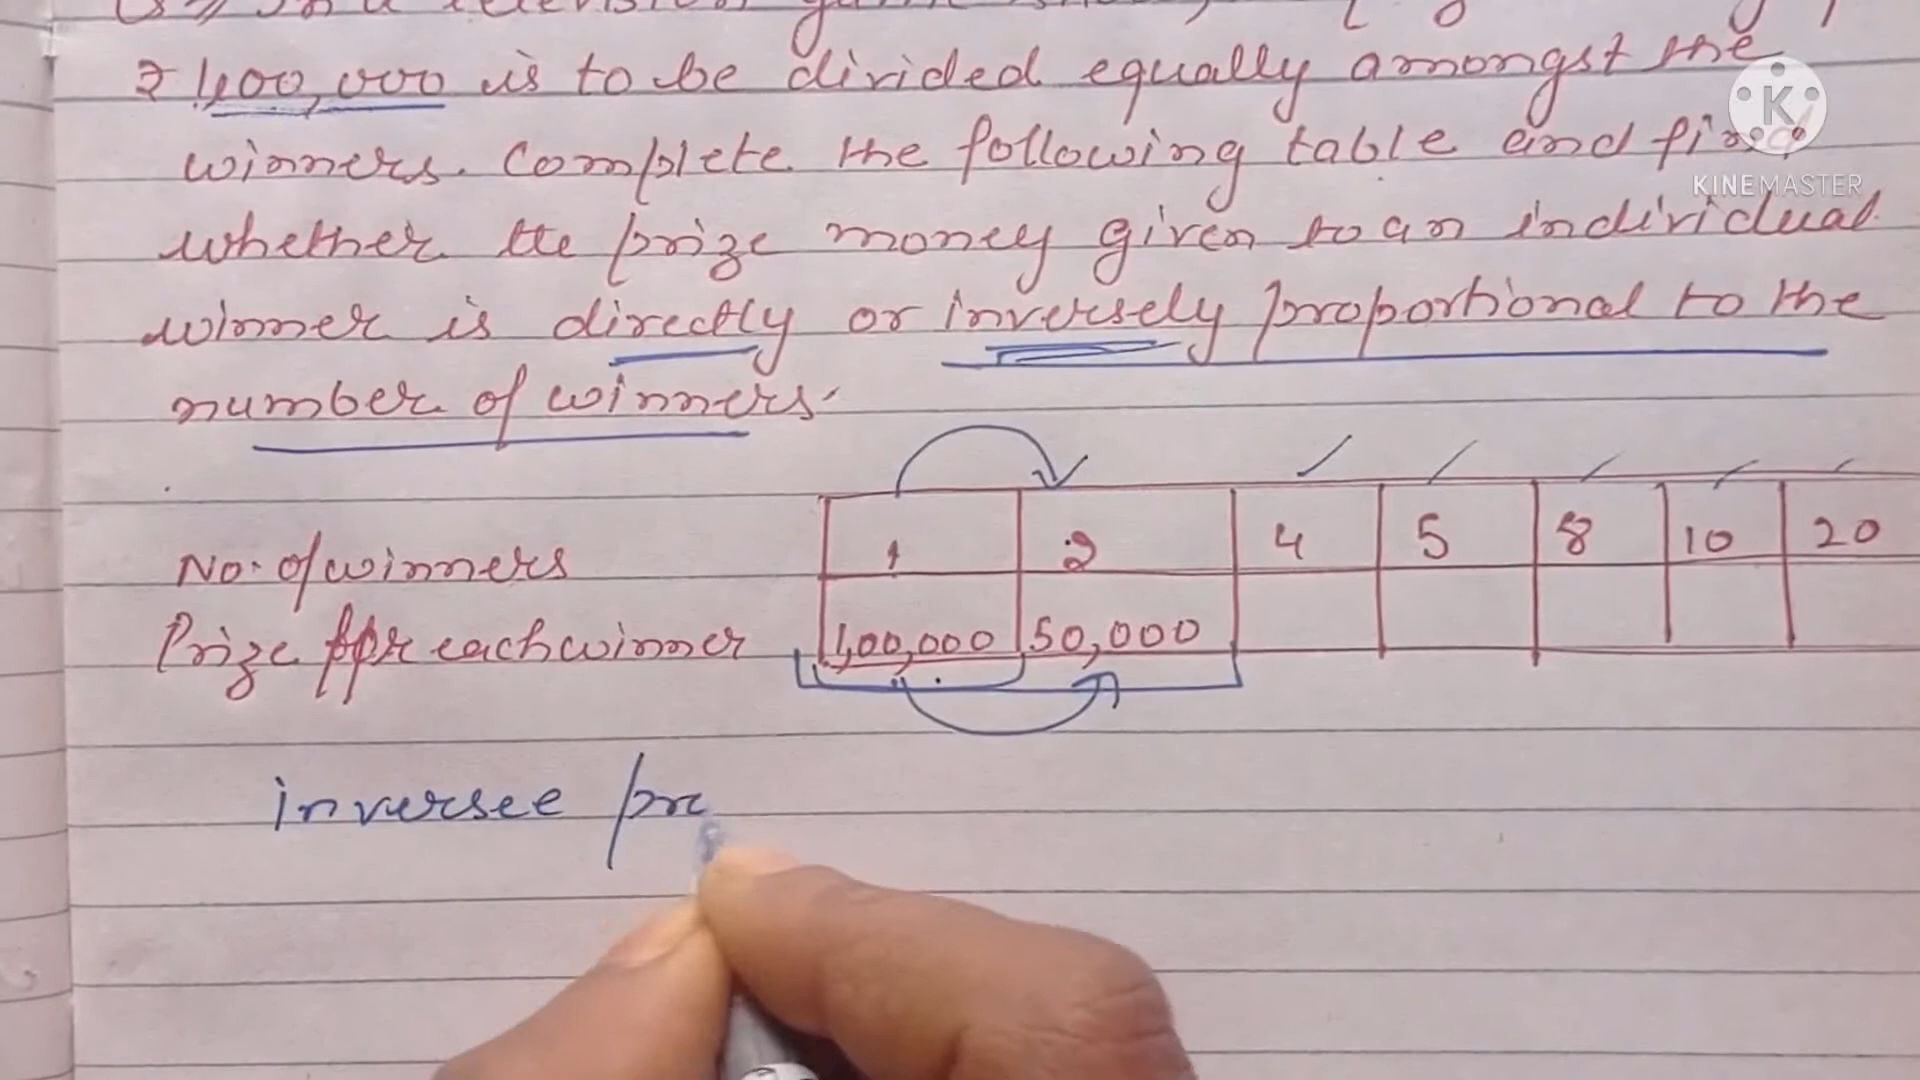 ₹ 1,00,000 is to be divided equally amongst the
winners. Complete the following table and find
whether the prize money given to an individual
winner is directly or inversely proportional to the
number of winners.
No. of winners 1 2 4 5 8 10 20
Prize for each winner 1,00,000 50,000
inversee pro
K
KINEMASTER